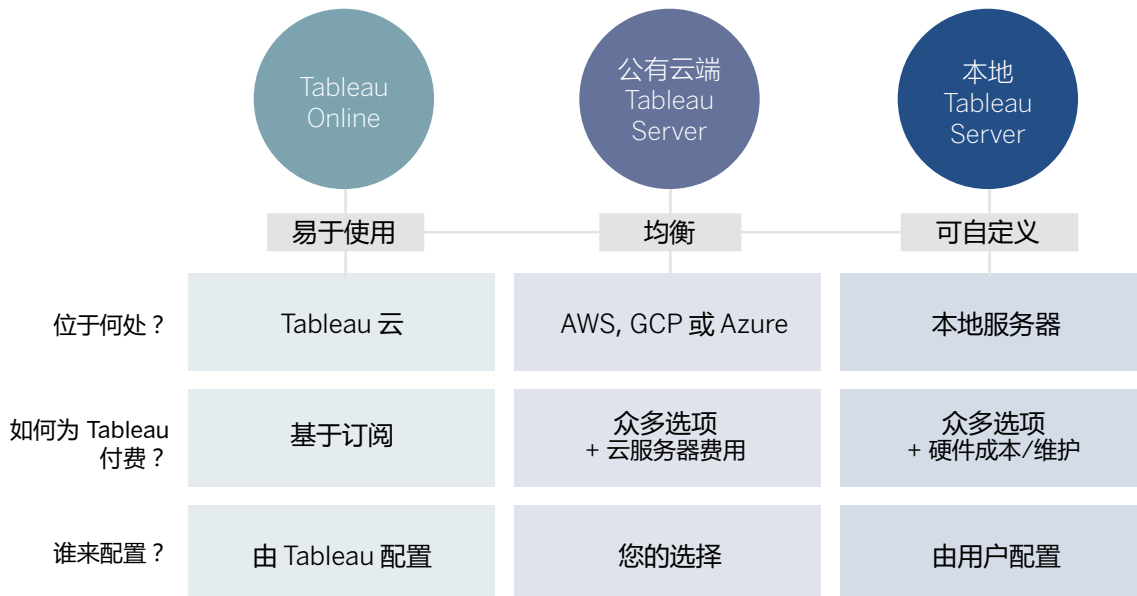 Tableau
Online
公有云端
Tableau
Server
本地
Tableau
Server
易于使用
均衡
可自定义
位于何处？
Tableau 云
AWS, GCP 或 Azure
本地服务器
如何为 Tableau
付费？
基于订阅
众多选项
+ 云服务器费用
众多选项
+ 硬件成本/维护
谁来配置？
由 Tableau 配置
您的选择
由用户配置